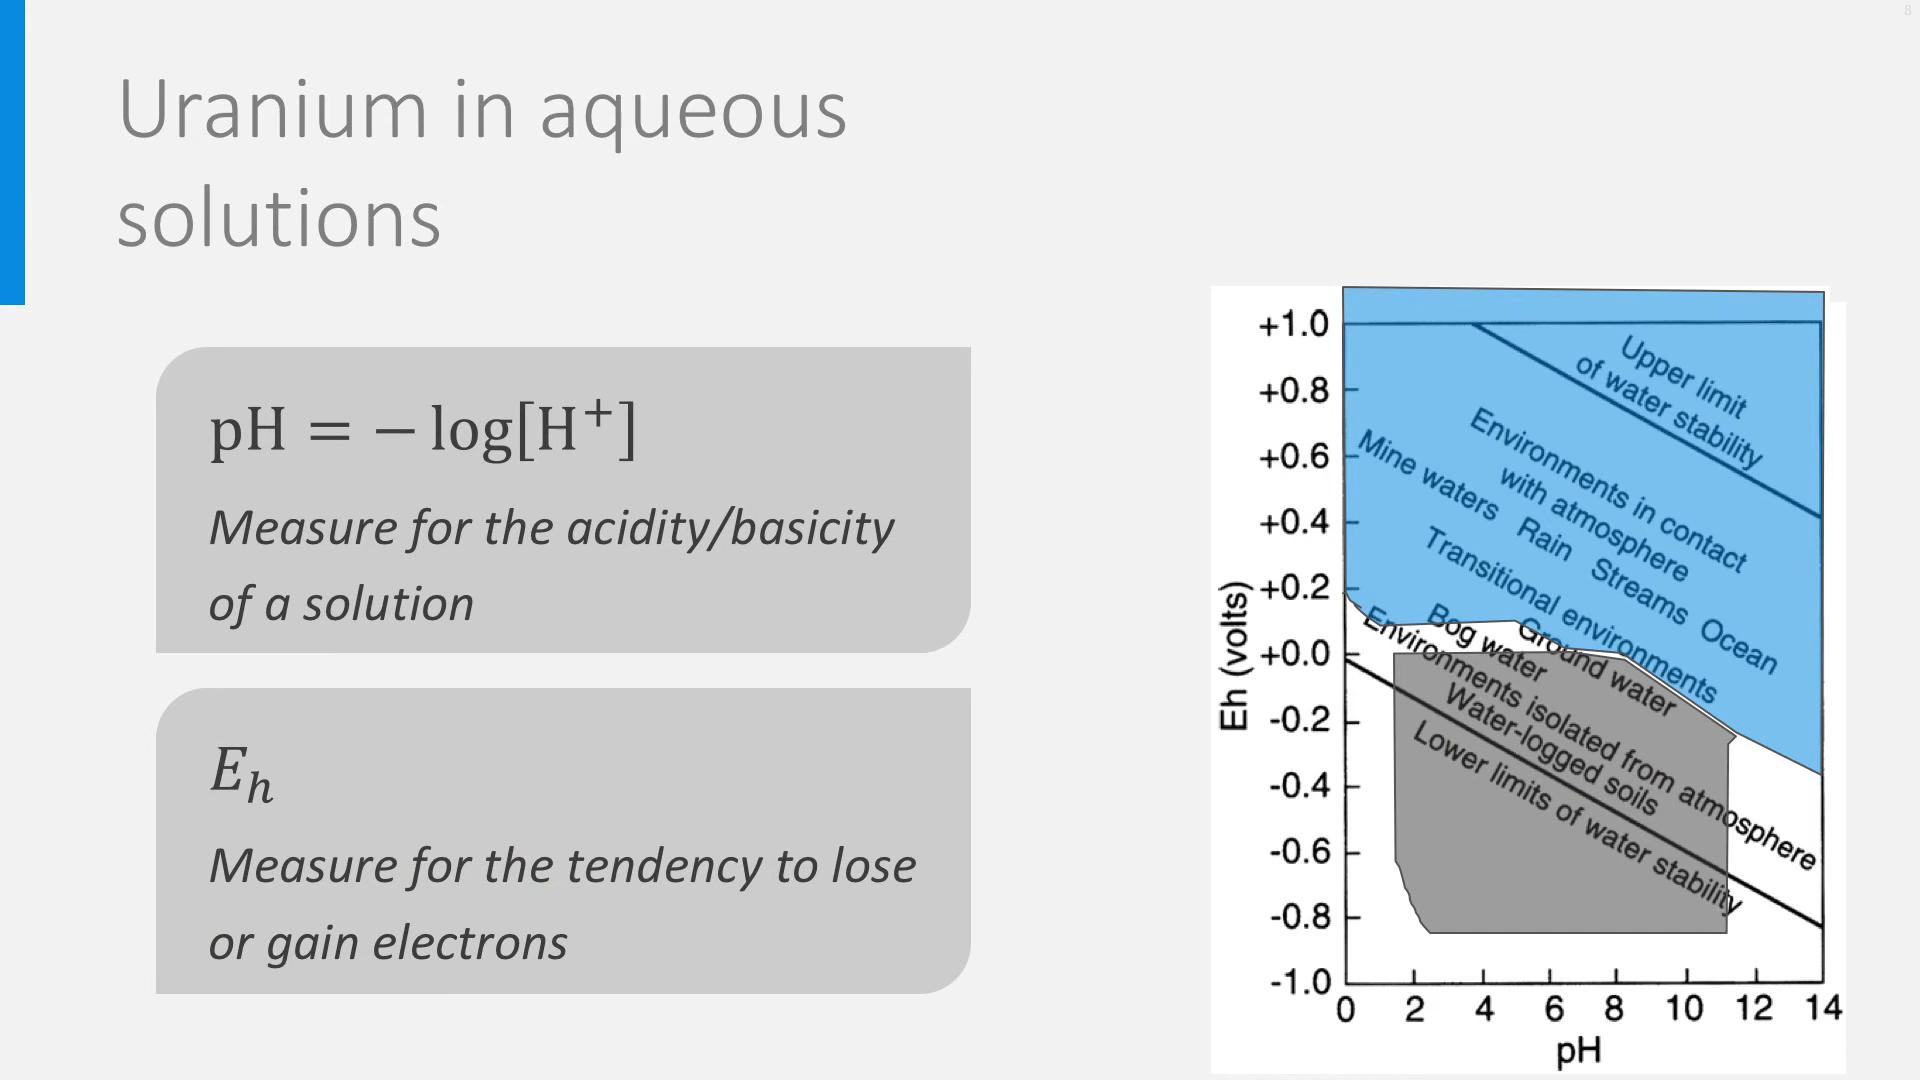 8
Uranium in aqueous
solutions
pH = − log[H⁺]
Measure for the acidity/basicity
of a solution
E_h
Measure for the tendency to lose
or gain electrons
+1.0
+0.8
+0.6
+0.4
+0.2
+0.0
-0.2
-0.4
-0.6
-0.8
-1.0
Eh (volts)
Upper limit
of water stability
Environments in contact
with atmosphere
Mine waters Rain Streams Ocean
Transitional environments
Bog water Ground water
Environments isolated from atmosphere
Water-logged soils
Lower limits of water stability
0 2 4 6 8 10 12 14
pH